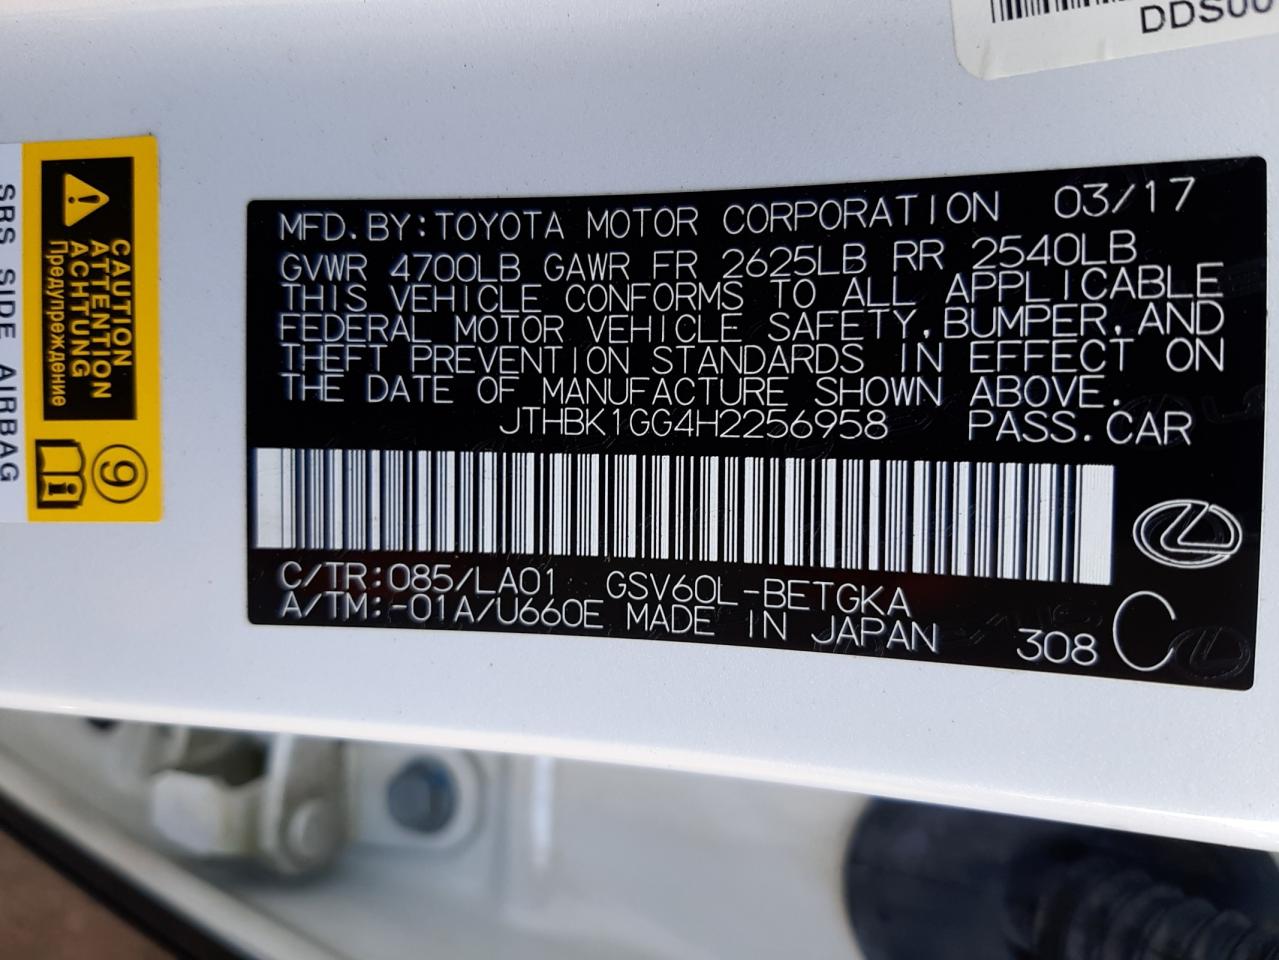 DDS00
SRS SIDE AIRBAG
CAUTION
ATTENTION
ACHTUNG
Предупреждение
9
MFD.BY:TOYOTA MOTOR CORPORATION 03/17
GVWR 4700LB GAWR FR 2625LB RR 2540LB
THIS VEHICLE CONFORMS TO ALL APPLICABLE
FEDERAL MOTOR VEHICLE SAFETY,BUMPER,AND
THEFT PREVENTION STANDARDS IN EFFECT ON
THE DATE OF MANUFACTURE SHOWN ABOVE.
JTHBK1GG4H2256958 PASS.CAR
C/TR:085/LA01 GSV60L-BETGKA
A/TM:-01A/U660E MADE IN JAPAN 308 C